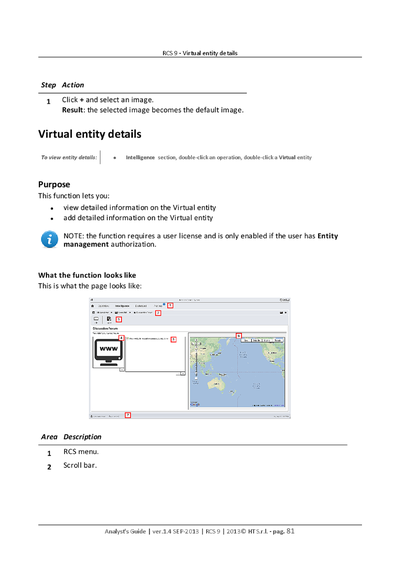 RCS 9 - Virtual entity details
Step Action
1 Click + and select an image.
Result: the selected image becomes the default image.
Virtual entity details
To view entity details: • Intelligence section, double-click an operation, double-click a Virtual entity
Purpose
This function lets you:
• view detailed information on the Virtual entity
• add detailed information on the Virtual entity
NOTE: the function requires a user license and is only enabled if the user has Entity
management authorization.
What the function looks like
This is what the page looks like:
WWW
Area Description
1 RCS menu.
2 Scroll bar.
Analyst's Guide | ver.1.4 SEP-2013 | RCS 9 | 2013© HT S.r.l. - pag. 81